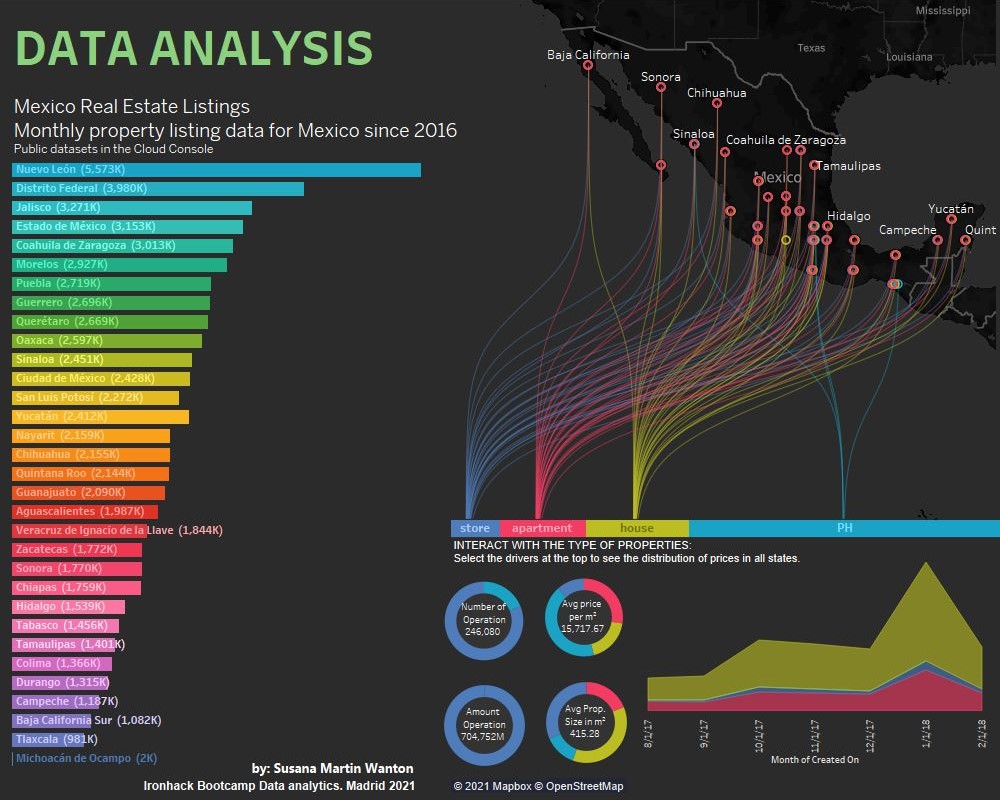 DATA ANALYSIS
Mexico Real Estate Listings
Monthly property listing data for Mexico since 2016
Public datasets in the Cloud Console
Nuevo León (5,573K)
Distrito Federal (3,980K)
Jalisco (3,271K)
Estado de México (3,153K)
Coahuila de Zaragoza (3,013K)
Morelos (2,927K)
Puebla (2,719K)
Guerrero (2,696K)
Querétaro (2,669K)
Oaxaca (2,597K)
Sinaloa (2,451K)
Ciudad de México (2,428K)
San Luis Potosí (2,272K)
Yucatán (2,412K)
Nayarit (2,159K)
Chihuahua (2,155K)
Quintana Roo (2,144K)
Guanajuato (2,090K)
Aguascalientes (1,987K)
Veracruz de Ignacio de la Llave (1,844K)
Zacatecas (1,772K)
Sonora (1,770K)
Chiapas (1,759K)
Hidalgo (1,539K)
Tabasco (1,456K)
Tamaulipas (1,401K)
Colima (1,366K)
Durango (1,315K)
Campeche (1,187K)
Baja California Sur (1,082K)
Tlaxcala (981K)
Michoacán de Ocampo (2K)
by: Susana Martin Wanton
Ironhack Bootcamp Data analytics. Madrid 2021
Mississippi
Texas
Louisiana
Baja California
Sonora
Chihuahua
Sinaloa
Coahuila de Zaragoza
Tamaulipas
Mexico
Hidalgo
Yucatán
Campeche
Quint
store
apartment
house
PH
INTERACT WITH THE TYPE OF PROPERTIES:
Select the drivers at the top to see the distribution of prices in all states.
Number of
Operation
246,080
Avg price
per m²
15,717.67
Amount
Operation
704,752M
Avg Prop.
Size in m²
415.28
8/1/17
9/1/17
10/1/17
11/1/17
12/1/17
1/1/18
2/1/18
Month of Created On
© 2021 Mapbox © OpenStreetMap